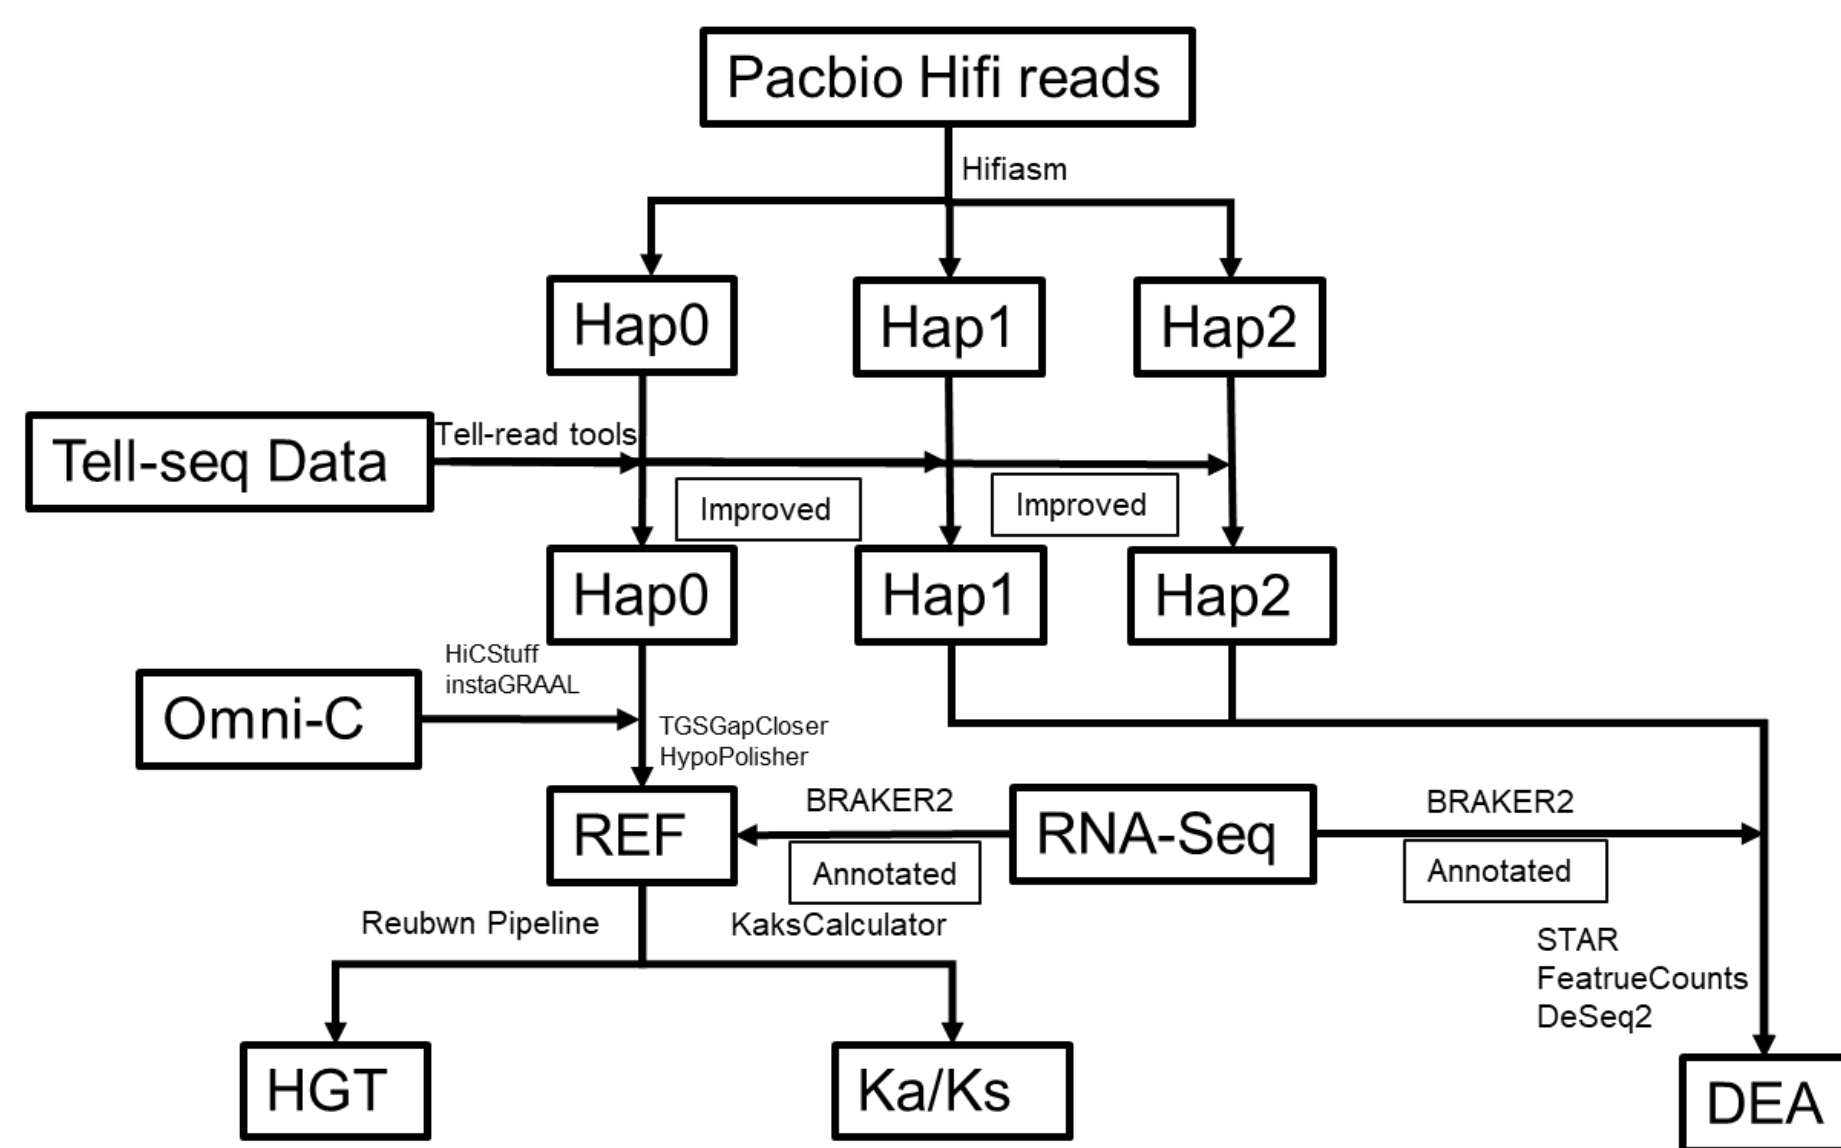 Pacbio Hifi reads
Hifiasm
Hap0
Hap1
Hap2
Tell-seq Data
Tell-read tools
Improved
Improved
Hap0
Hap1
Hap2
HiCStuff
instaGRAAL
Omni-C
TGSGapCloser
HypoPolisher
REF
BRAKER2
Annotated
RNA-Seq
BRAKER2
Annotated
Reubwn Pipeline
KaksCalculator
STAR
FeatrueCounts
DeSeq2
HGT
Ka/Ks
DEA